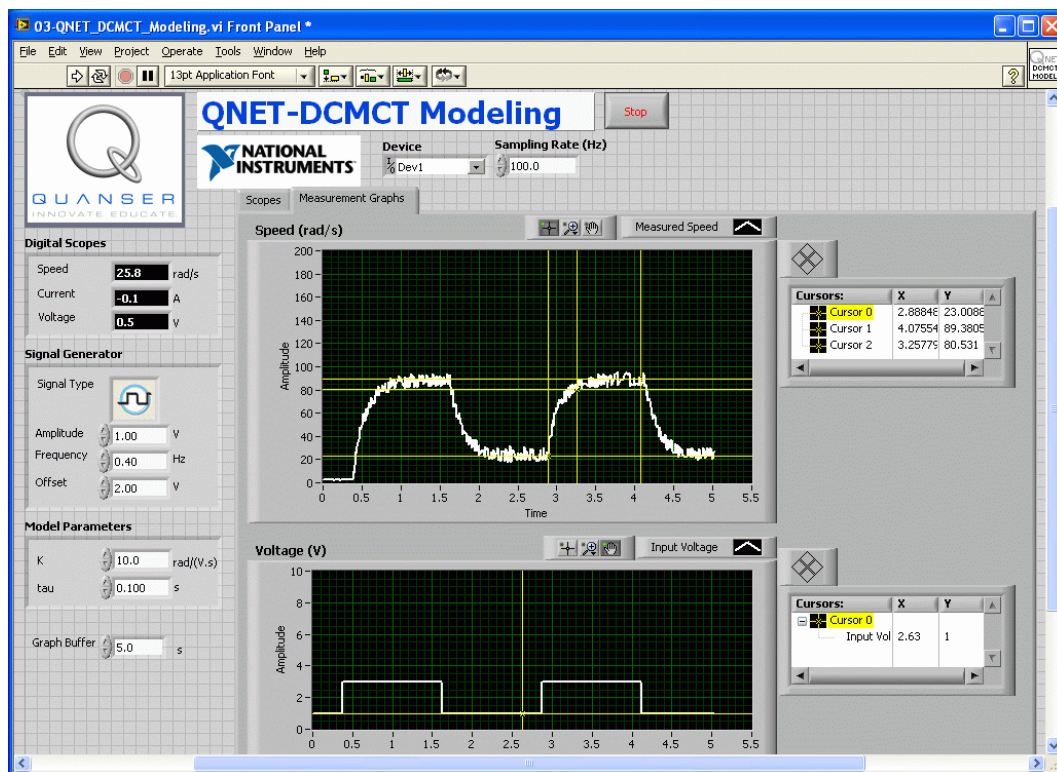 03-QNET_DCMCT_Modeling.vi Front Panel *
File Edit View Project Operate Tools Window Help
13pt Application Font
QNET
DCMCT
MODEL
QUANSER
INNOVATE. EDUCATE.
QNET-DCMCT Modeling
Stop
NATIONAL
INSTRUMENTS
Device
Dev1
Sampling Rate (Hz)
100.0
Scopes Measurement Graphs
Digital Scopes
Speed 25.8 rad/s
Current -0.1 A
Voltage 0.5 V
Signal Generator
Signal Type
Amplitude 1.00 V
Frequency 0.40 Hz
Offset 2.00 V
Model Parameters
K 10.0 rad/(V.s)
tau 0.100 s
Graph Buffer 5.0 s
Speed (rad/s)
Measured Speed
Amplitude
200
180
160
140
120
100
80
60
40
20
0
0 0.5 1 1.5 2 2.5 3 3.5 4 4.5 5 5.5
Time
Cursors: X Y
Cursor 0 2.88848 23.0088
Cursor 1 4.07554 89.3805
Cursor 2 3.25779 80.531
Voltage (V)
Input Voltage
Amplitude
10
8
6
4
2
0
0 0.5 1 1.5 2 2.5 3 3.5 4 4.5 5 5.5
Cursors: X Y
Cursor 0
Input Vol 2.63 1